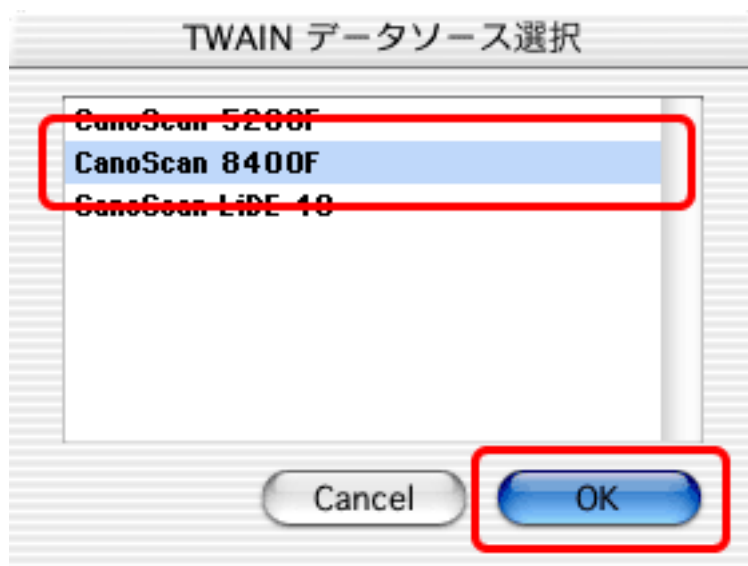 TWAIN データソース選択
CanoScan 5200F
CanoScan 8400F
CanoScan LiDE 40
Cancel
OK